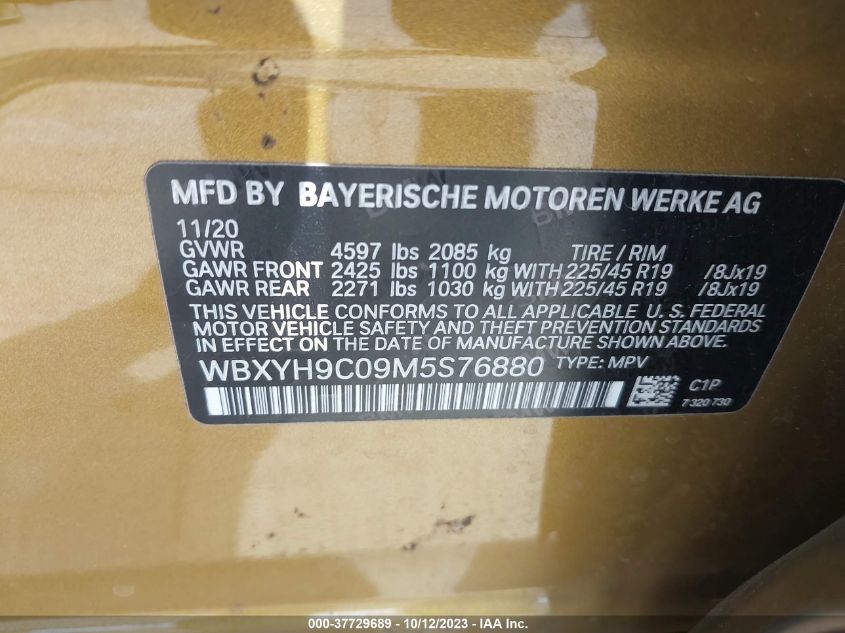 MFD BY BAYERISCHE MOTOREN WERKE AG
11/20
GVWR 4597 lbs 2085 kg TIRE / RIM
GAWR FRONT 2425 lbs 1100 kg WITH 225/45 R19 /8Jx19
GAWR REAR 2271 lbs 1030 kg WITH 225/45 R19 /8Jx19
THIS VEHICLE CONFORMS TO ALL APPLICABLE U.S. FEDERAL
MOTOR VEHICLE SAFETY AND THEFT PREVENTION STANDARDS
IN EFFECT ON THE DATE OF MANUFACTURE SHOWN ABOVE.
WBXYH9C09M5S76880 TYPE: MPV
C1P
7 320 730
000-37729689 - 10/12/2023 - IAA Inc.